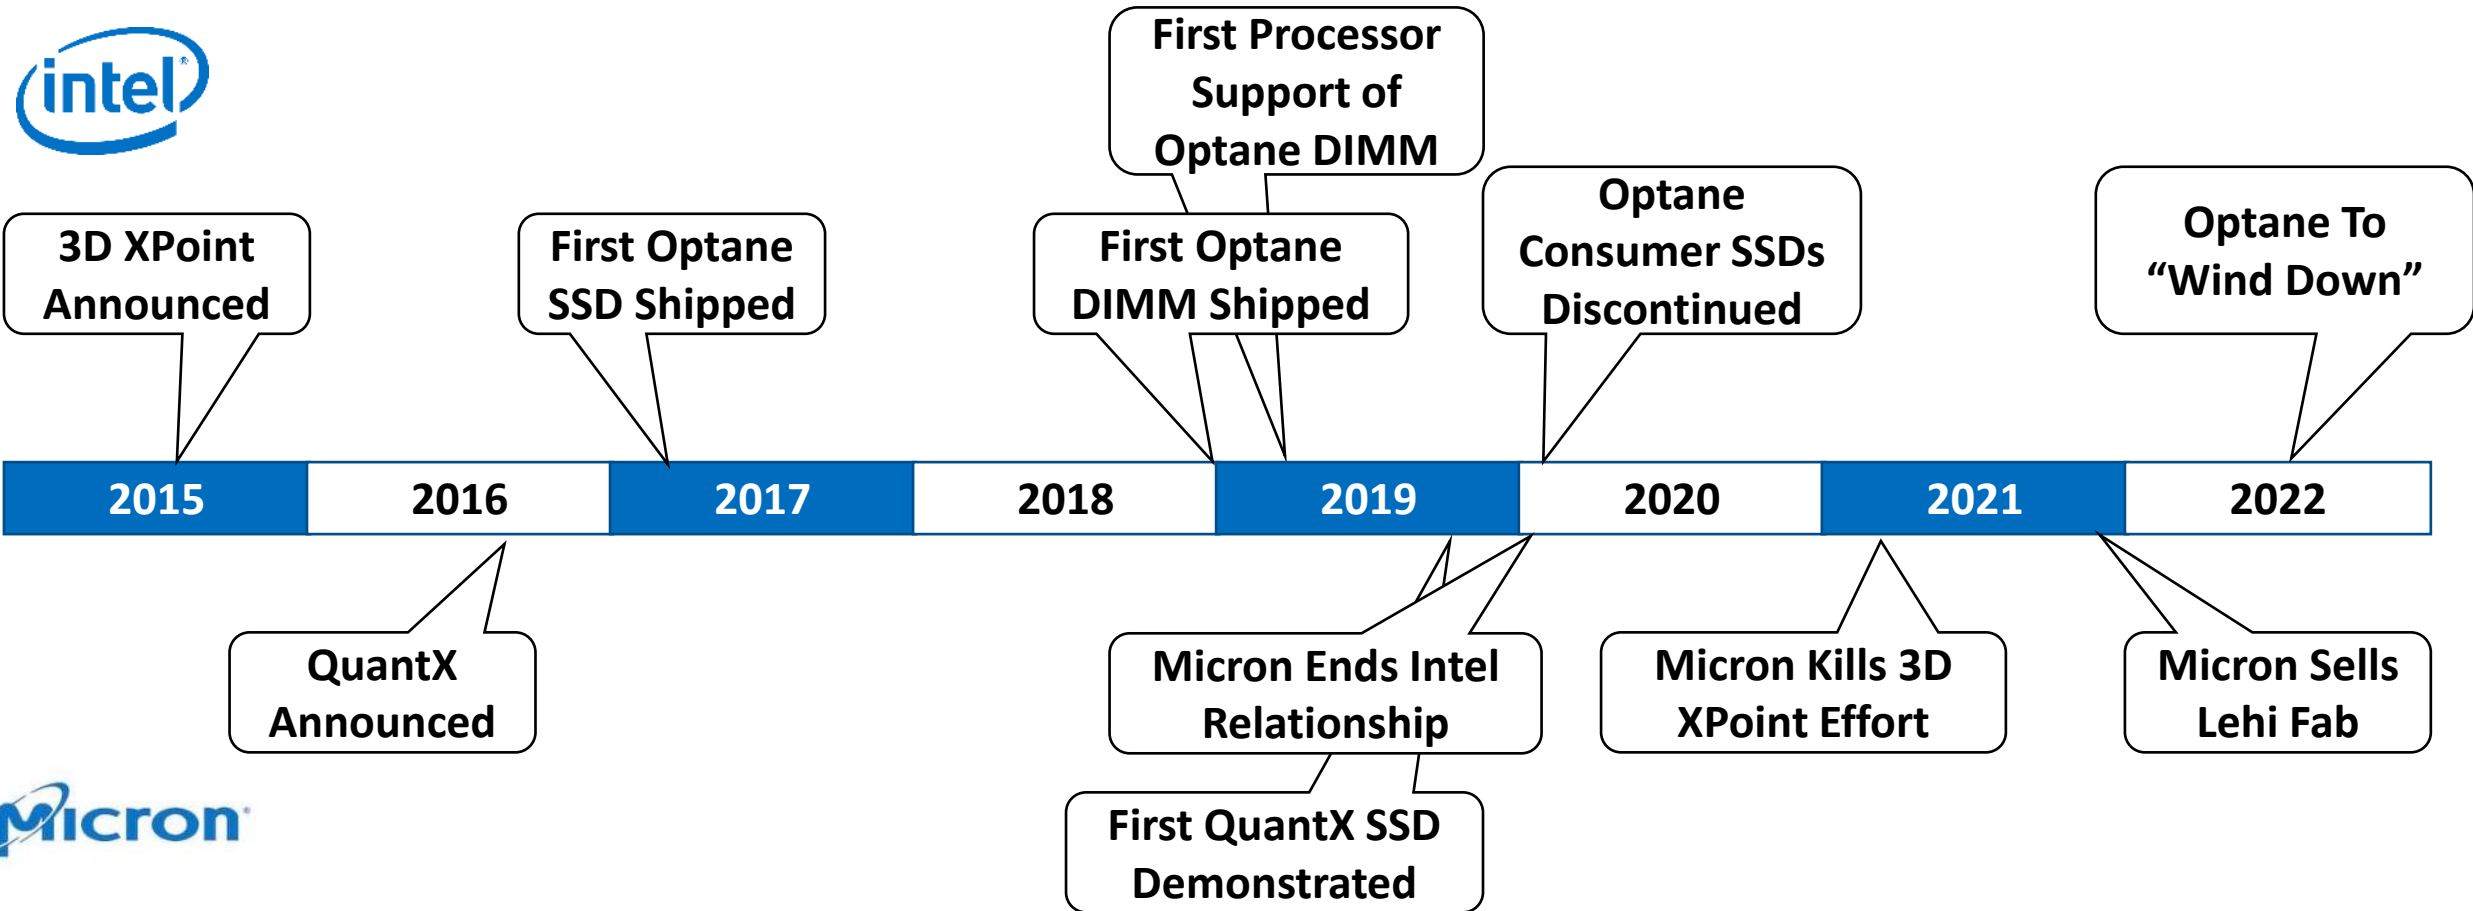 intel®
First Processor
Support of
Optane DIMM
3D XPoint
Announced
First Optane
SSD Shipped
First Optane
DIMM Shipped
Optane
Consumer SSDs
Discontinued
Optane To
“Wind Down”
2015
2016
2017
2018
2019
2020
2021
2022
QuantX
Announced
Micron Ends Intel
Relationship
Micron Kills 3D
XPoint Effort
Micron Sells
Lehi Fab
First QuantX SSD
Demonstrated
Micron